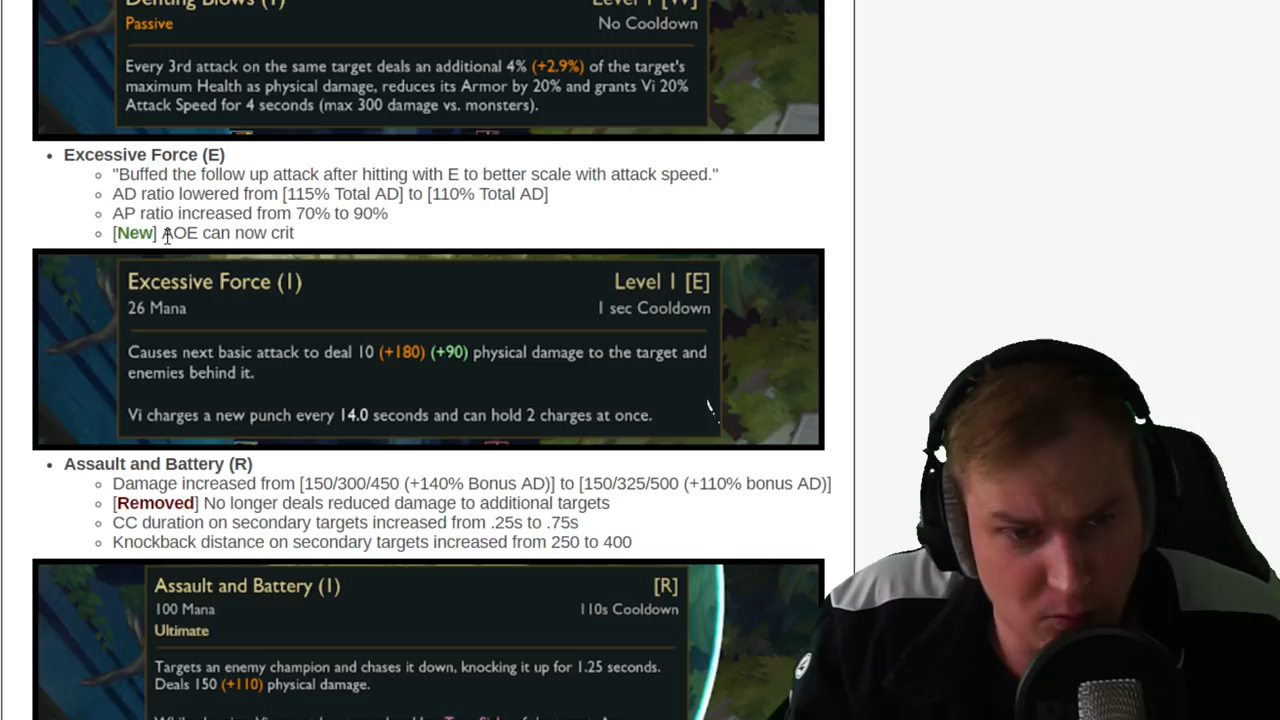 Denting Blows (1) Level 1 [W]
Passive No Cooldown
Every 3rd attack on the same target deals an additional 4% (+2.9%) of the target's
maximum Health as physical damage, reduces its Armor by 20% and grants Vi 20%
Attack Speed for 4 seconds (max 300 damage vs. monsters).
• Excessive Force (E)
◦ "Buffed the follow up attack after hitting with E to better scale with attack speed."
◦ AD ratio lowered from [115% Total AD] to [110% Total AD]
◦ AP ratio increased from 70% to 90%
◦ [New] AOE can now crit
Excessive Force (1) Level 1 [E]
26 Mana 1 sec Cooldown
Causes next basic attack to deal 10 (+180) (+90) physical damage to the target and
enemies behind it.
Vi charges a new punch every 14.0 seconds and can hold 2 charges at once.
• Assault and Battery (R)
◦ Damage increased from [150/300/450 (+140% Bonus AD)] to [150/325/500 (+110% bonus AD)]
◦ [Removed] No longer deals reduced damage to additional targets
◦ CC duration on secondary targets increased from .25s to .75s
◦ Knockback distance on secondary targets increased from 250 to 400
Assault and Battery (1) [R]
100 Mana 110s Cooldown
Ultimate
Targets an enemy champion and chases it down, knocking it up for 1.25 seconds.
Deals 150 (+110) physical damage.